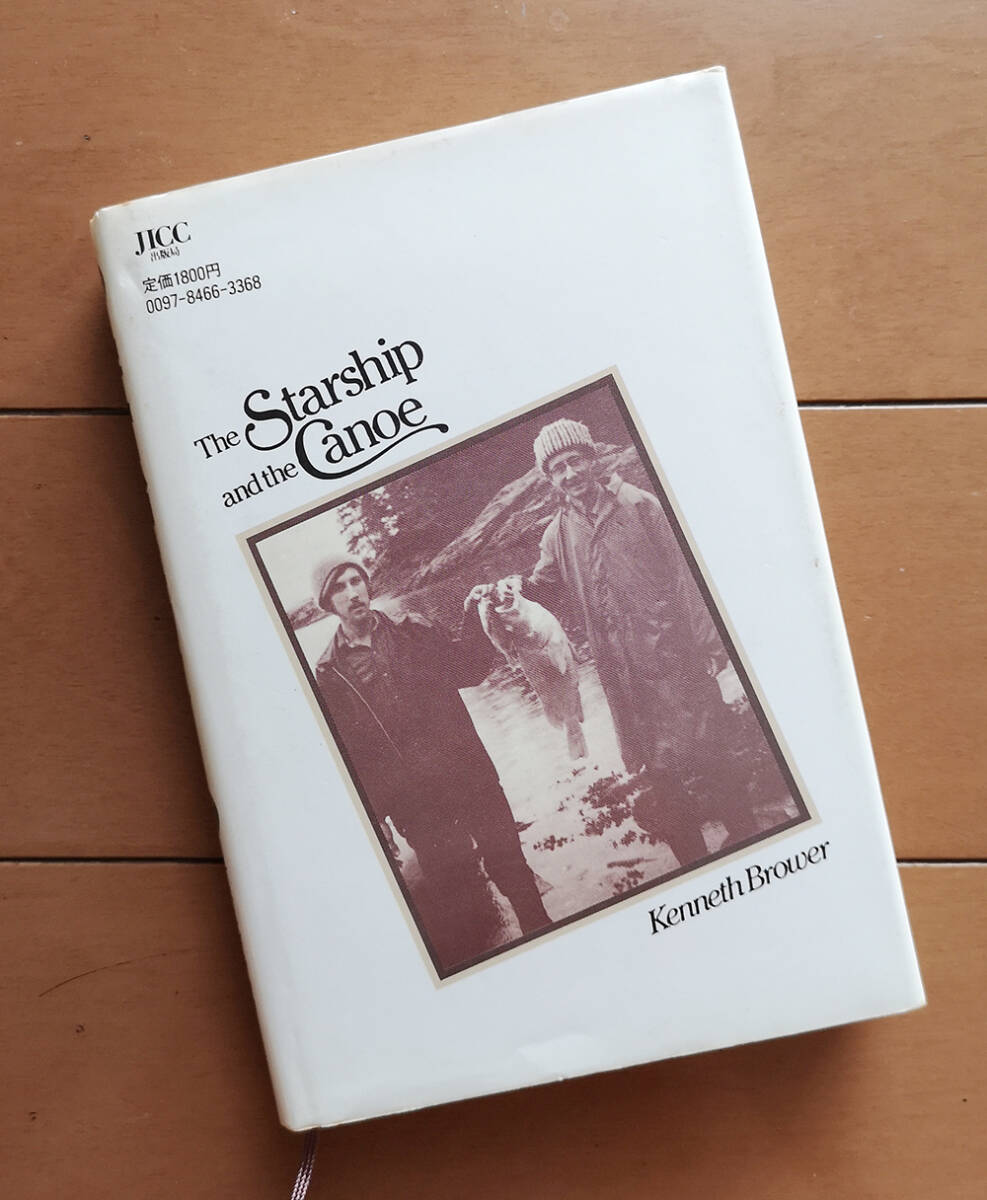 JICC
出版局
定価1800円
0097-8466-3368
The Starship
and the Canoe
Kenneth Brower